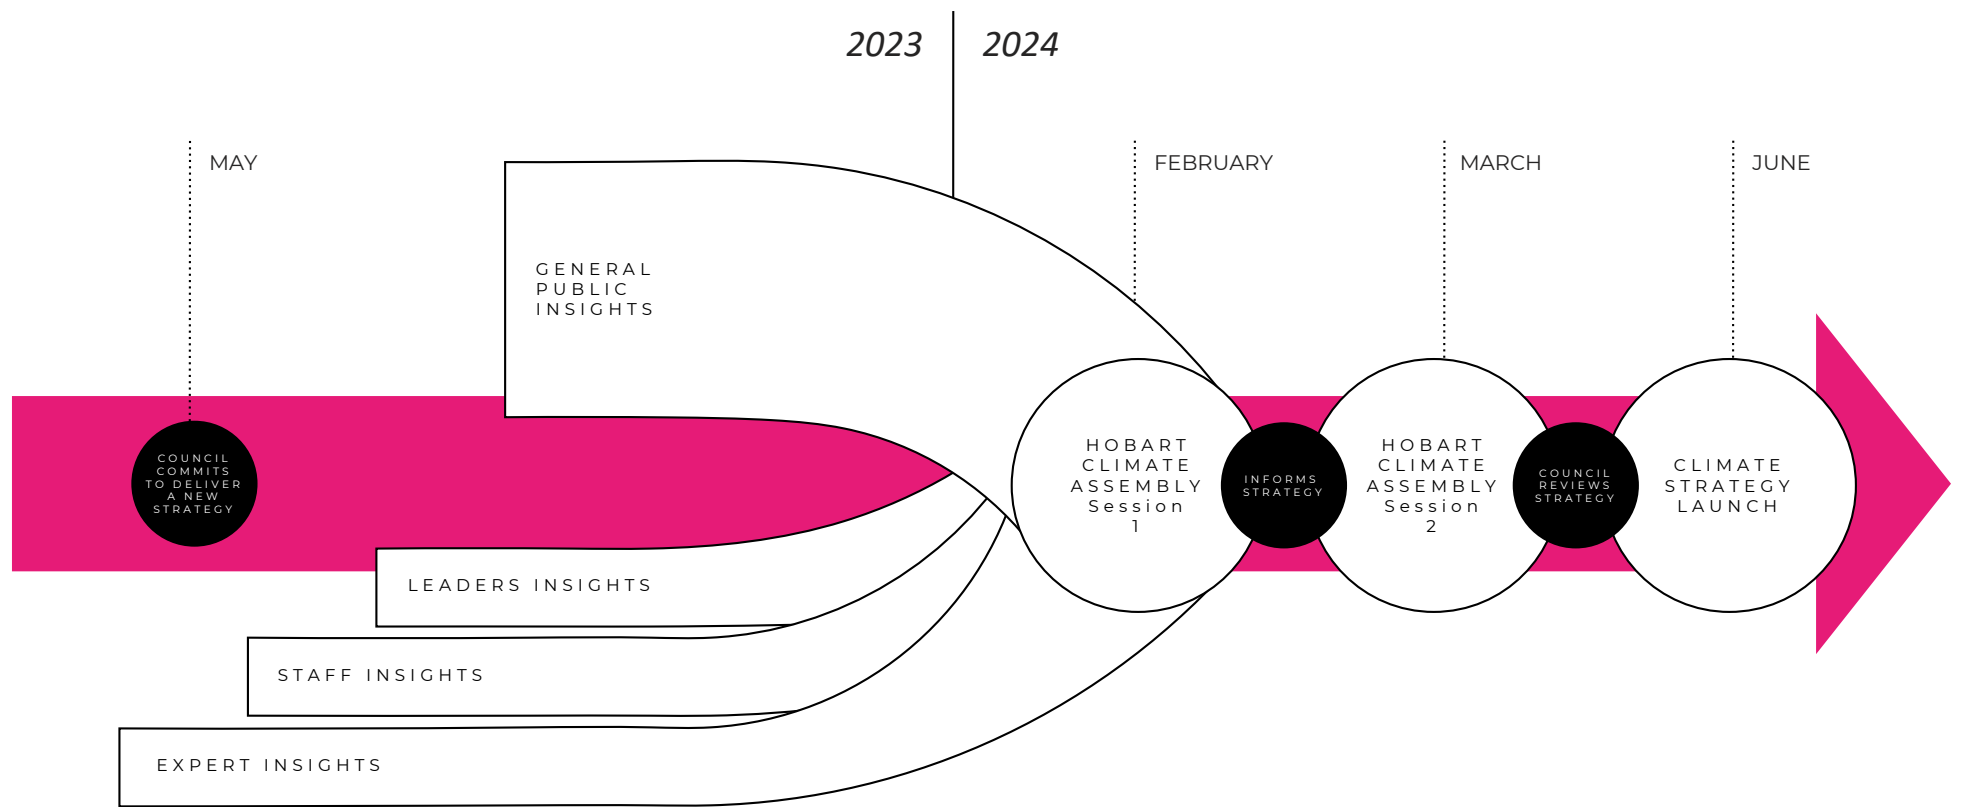 2023
2024
MAY
FEBRUARY
MARCH
JUNE
GENERAL
PUBLIC
INSIGHTS
COUNCIL
COMMITS
TO DELIVER
A NEW
STRATEGY
HOBART
CLIMATE
ASSEMBLY
Session
1
INFORMS
STRATEGY
HOBART
CLIMATE
ASSEMBLY
Session
2
COUNCIL
REVIEWS
STRATEGY
CLIMATE
STRATEGY
LAUNCH
LEADERS INSIGHTS
STAFF INSIGHTS
EXPERT INSIGHTS